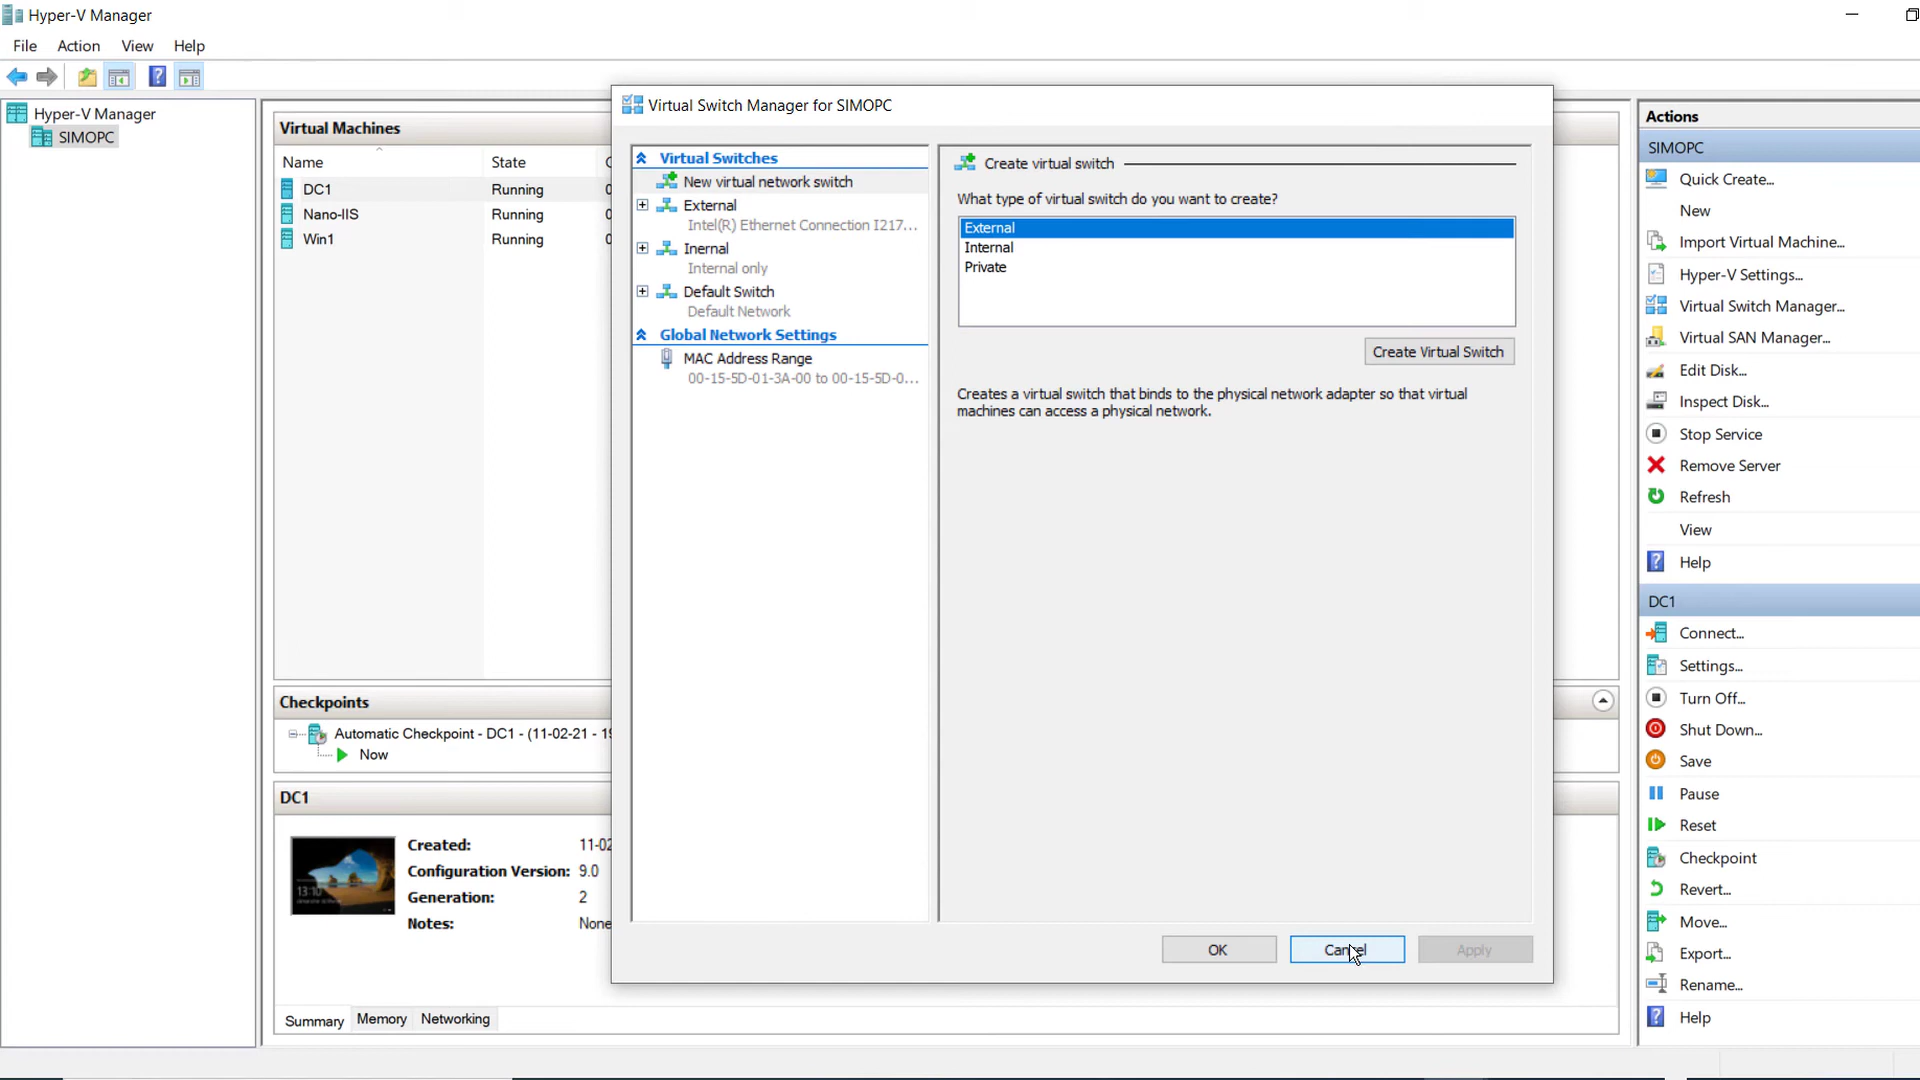 Hyper-V Manager
File Action View Help
Hyper-V Manager
SIMOPC
Virtual Machines
Name State
DC1 Running
Nano-IIS Running
Win1 Running
Checkpoints
Automatic Checkpoint - DC1 - (11-02-21 - 19
Now
DC1
13:10
Created: 11-02
Configuration Version: 9.0
Generation: 2
Notes: None
Summary Memory Networking
Virtual Switch Manager for SIMOPC
Virtual Switches
New virtual network switch
External
Intel(R) Ethernet Connection I217...
Inernal
Internal only
Default Switch
Default Network
Global Network Settings
MAC Address Range
00-15-5D-01-3A-00 to 00-15-5D-0...
Create virtual switch
What type of virtual switch do you want to create?
External
Internal
Private
Create Virtual Switch
Creates a virtual switch that binds to the physical network adapter so that virtual
machines can access a physical network.
OK Cancel Apply
Actions
SIMOPC
Quick Create...
New
Import Virtual Machine...
Hyper-V Settings...
Virtual Switch Manager...
Virtual SAN Manager...
Edit Disk...
Inspect Disk...
Stop Service
Remove Server
Refresh
View
Help
DC1
Connect...
Settings...
Turn Off...
Shut Down...
Save
Pause
Reset
Checkpoint
Revert...
Move...
Export...
Rename...
Help